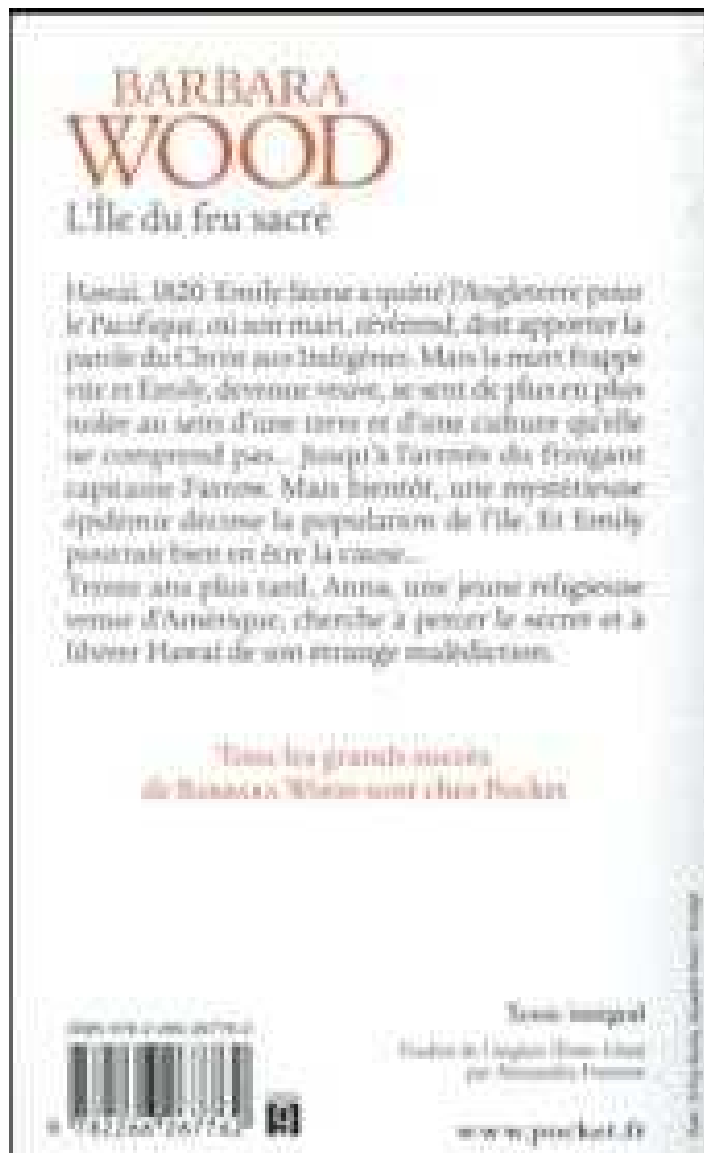 BARBARA
WOOD
L'Île du feu sacré
Hawaï, 1820. Emily a quitté l'Angleterre pour
le Pacifique, où son mari, révérend, doit apporter la
parole du Christ aux Indigènes. Mais la mort frappe
vite et Emily, devenue veuve, se sent de plus en plus
isolée au sein d'une terre et d'une culture qu'elle
ne comprend pas... Jusqu'à l'arrivée du fringant
capitaine Farrow. Mais bientôt, une mystérieuse
épidémie décime la population de l'île. Et Emily
pourrait bien en être la cause...
Trente ans plus tard, Anna, une jeune religieuse
venue d'Amérique, cherche à percer le secret et à
libérer Hawaï de son étrange malédiction.
Tous les grands succès
de BARBARA WOOD sont chez Pocket
Texte intégral
Traduit de l'anglais (États-Unis)
par
www.pocket.fr